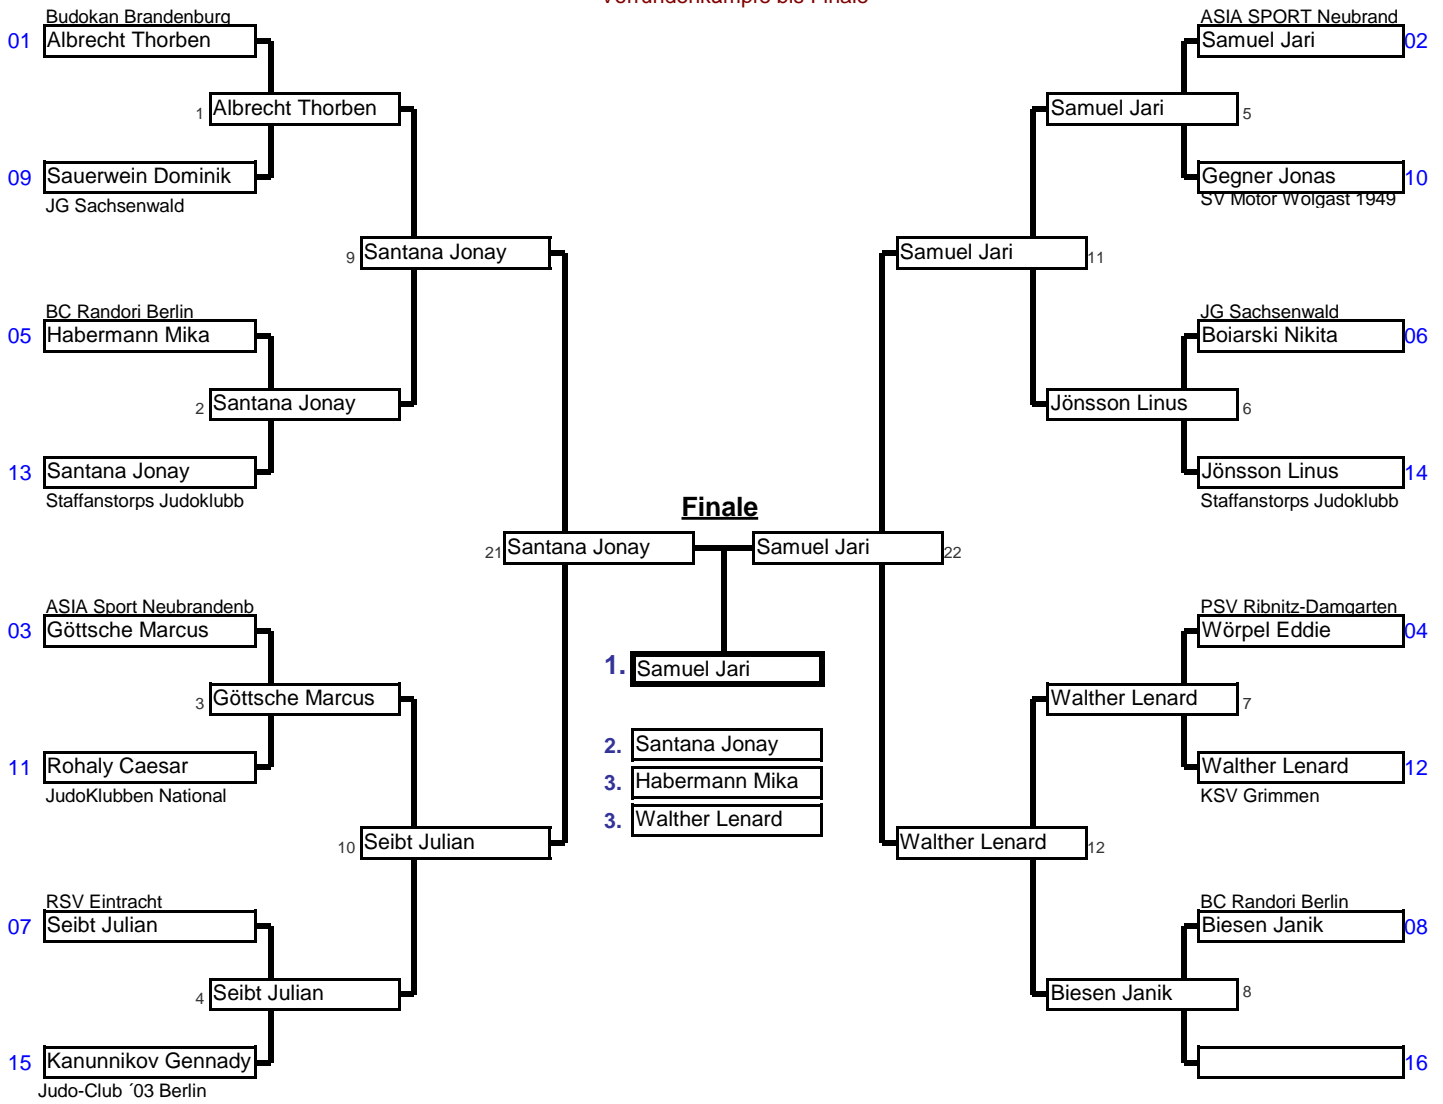 Vorrundenkämpfe bis Finale
Budokan Brandenburg
01 Albrecht Thorben
1 Albrecht Thorben
09 Sauerwein Dominik
JG Sachsenwald
9 Santana Jonay
BC Randori Berlin
05 Habermann Mika
2 Santana Jonay
13 Santana Jonay
Staffanstorps Judoklubb
21 Santana Jonay
ASIA Sport Neubrandenb
03 Göttsche Marcus
3 Göttsche Marcus
11 Rohaly Caesar
JudoKlubben National
10 Seibt Julian
RSV Eintracht
07 Seibt Julian
4 Seibt Julian
15 Kanunnikov Gennady
Judo-Club ´03 Berlin
Finale
1. Samuel Jari
2. Santana Jonay
3. Habermann Mika
3. Walther Lenard
ASIA SPORT Neubrand
Samuel Jari 02
Samuel Jari 5
Gegner Jonas 10
SV Motor Wolgast 1949
Samuel Jari 11
JG Sachsenwald
Boiarski Nikita 06
Jönsson Linus 6
Jönsson Linus 14
Staffanstorps Judoklubb
Samuel Jari 22
PSV Ribnitz-Damgarten
Wörpel Eddie 04
Walther Lenard 7
Walther Lenard 12
KSV Grimmen
Walther Lenard 12
BC Randori Berlin
Biesen Janik 08
Biesen Janik 8
16